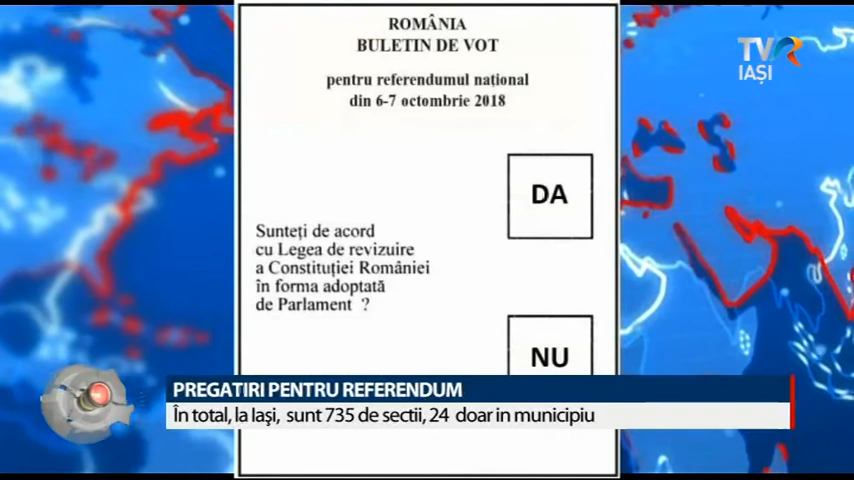 ROMÂNIA
BULETIN DE VOT
pentru referendumul național
din 6-7 octombrie 2018
TVR
IAȘI
DA
Sunteți de acord
cu Legea de revizuire
a Constituției României
în forma adoptată
de Parlament ?
NU
PREGATIRI PENTRU REFERENDUM
În total, la Iaşi, sunt 735 de sectii, 24 doar in municipiu